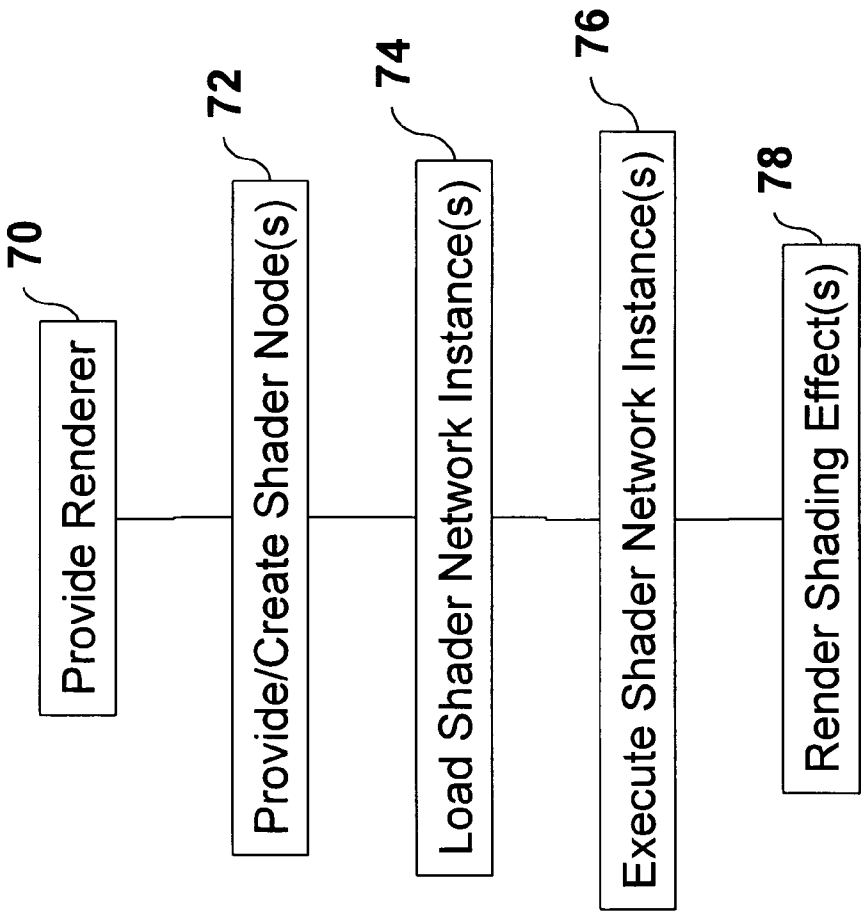 70
Provide Renderer
72
Provide/Create Shader Node(s)
74
Load Shader Network Instance(s)
76
Execute Shader Network Instance(s)
78
Render Shading Effect(s)